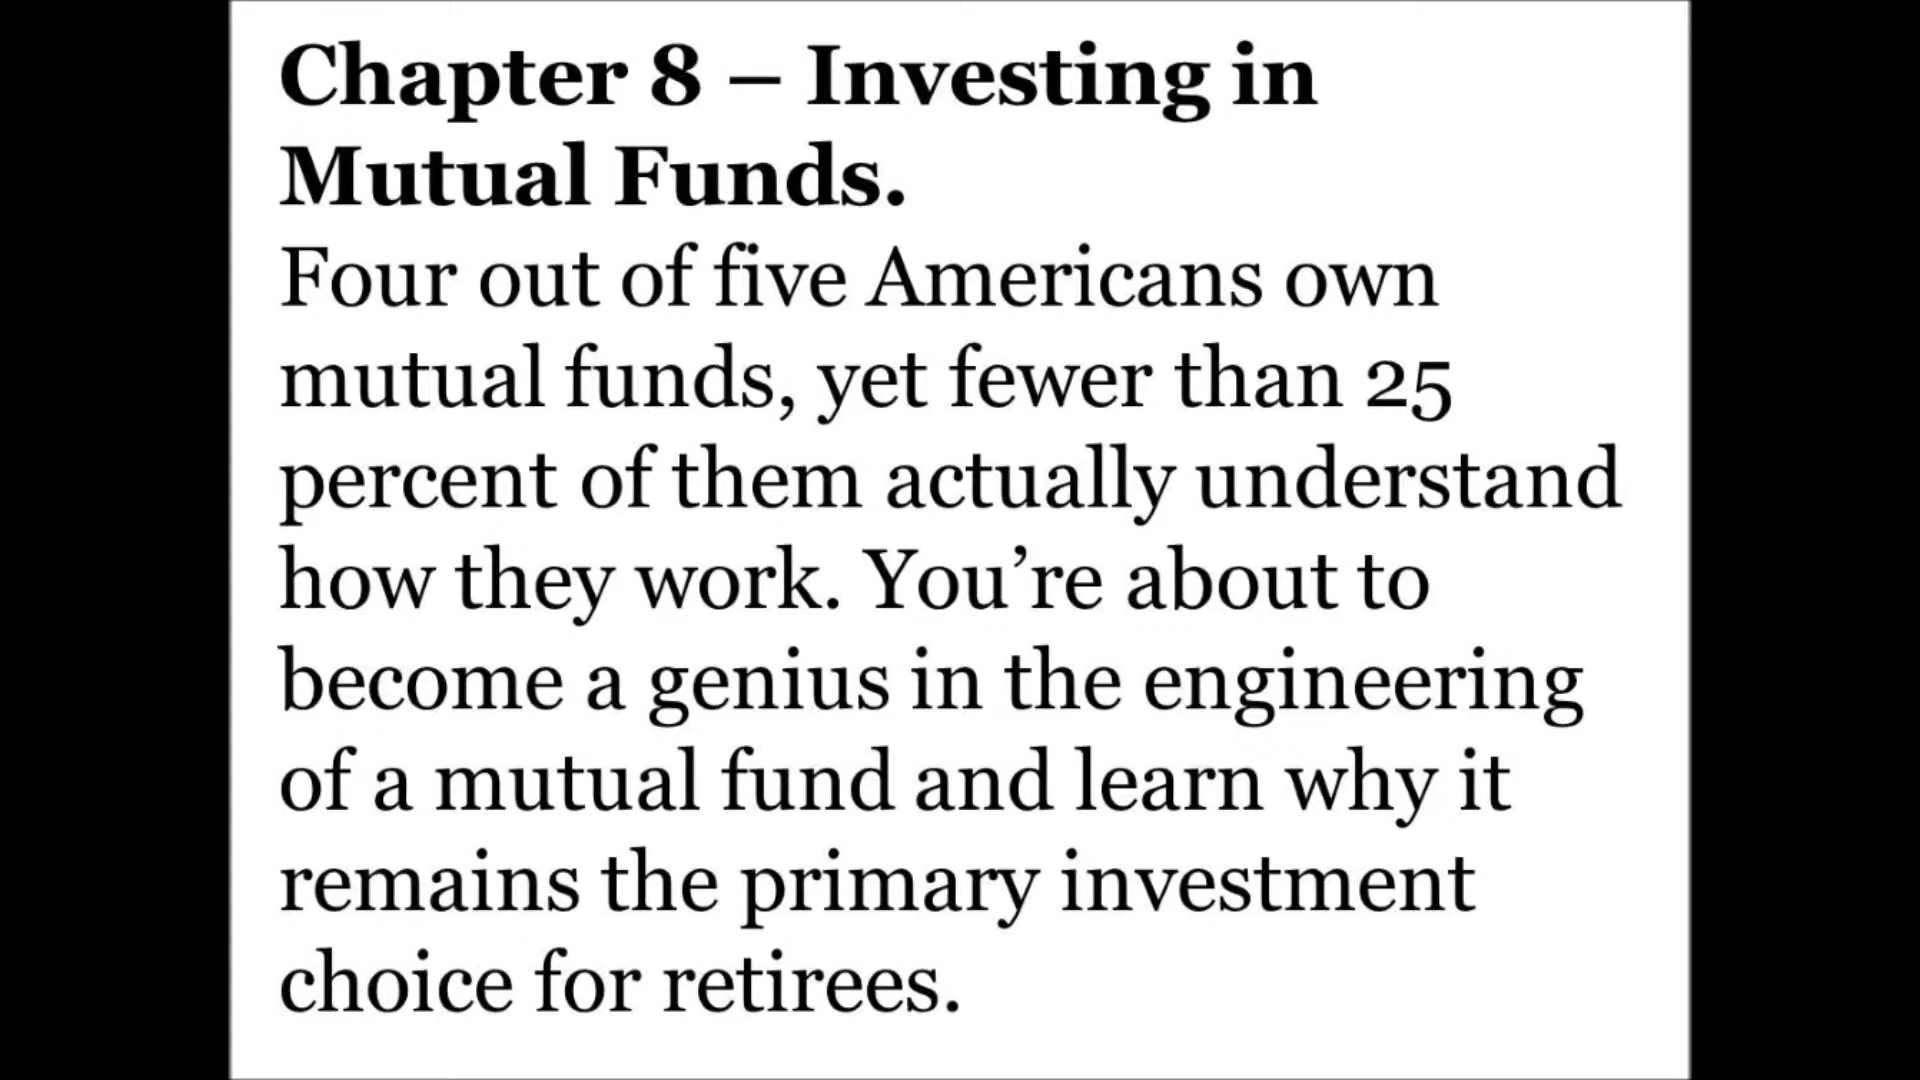 Chapter 8 – Investing in
Mutual Funds.
Four out of five Americans own
mutual funds, yet fewer than 25
percent of them actually understand
how they work. You’re about to
become a genius in the engineering
of a mutual fund and learn why it
remains the primary investment
choice for retirees.